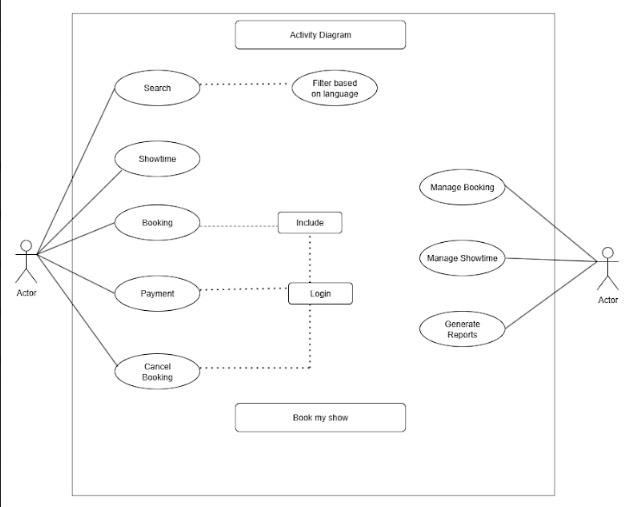 Activity Diagram
Search
Filter based
on language
Showtime
Manage Booking
Booking
Include
Manage Showtime
Actor
Payment
Login
Actor
Generate
Reports
Cancel
Booking
Book my show